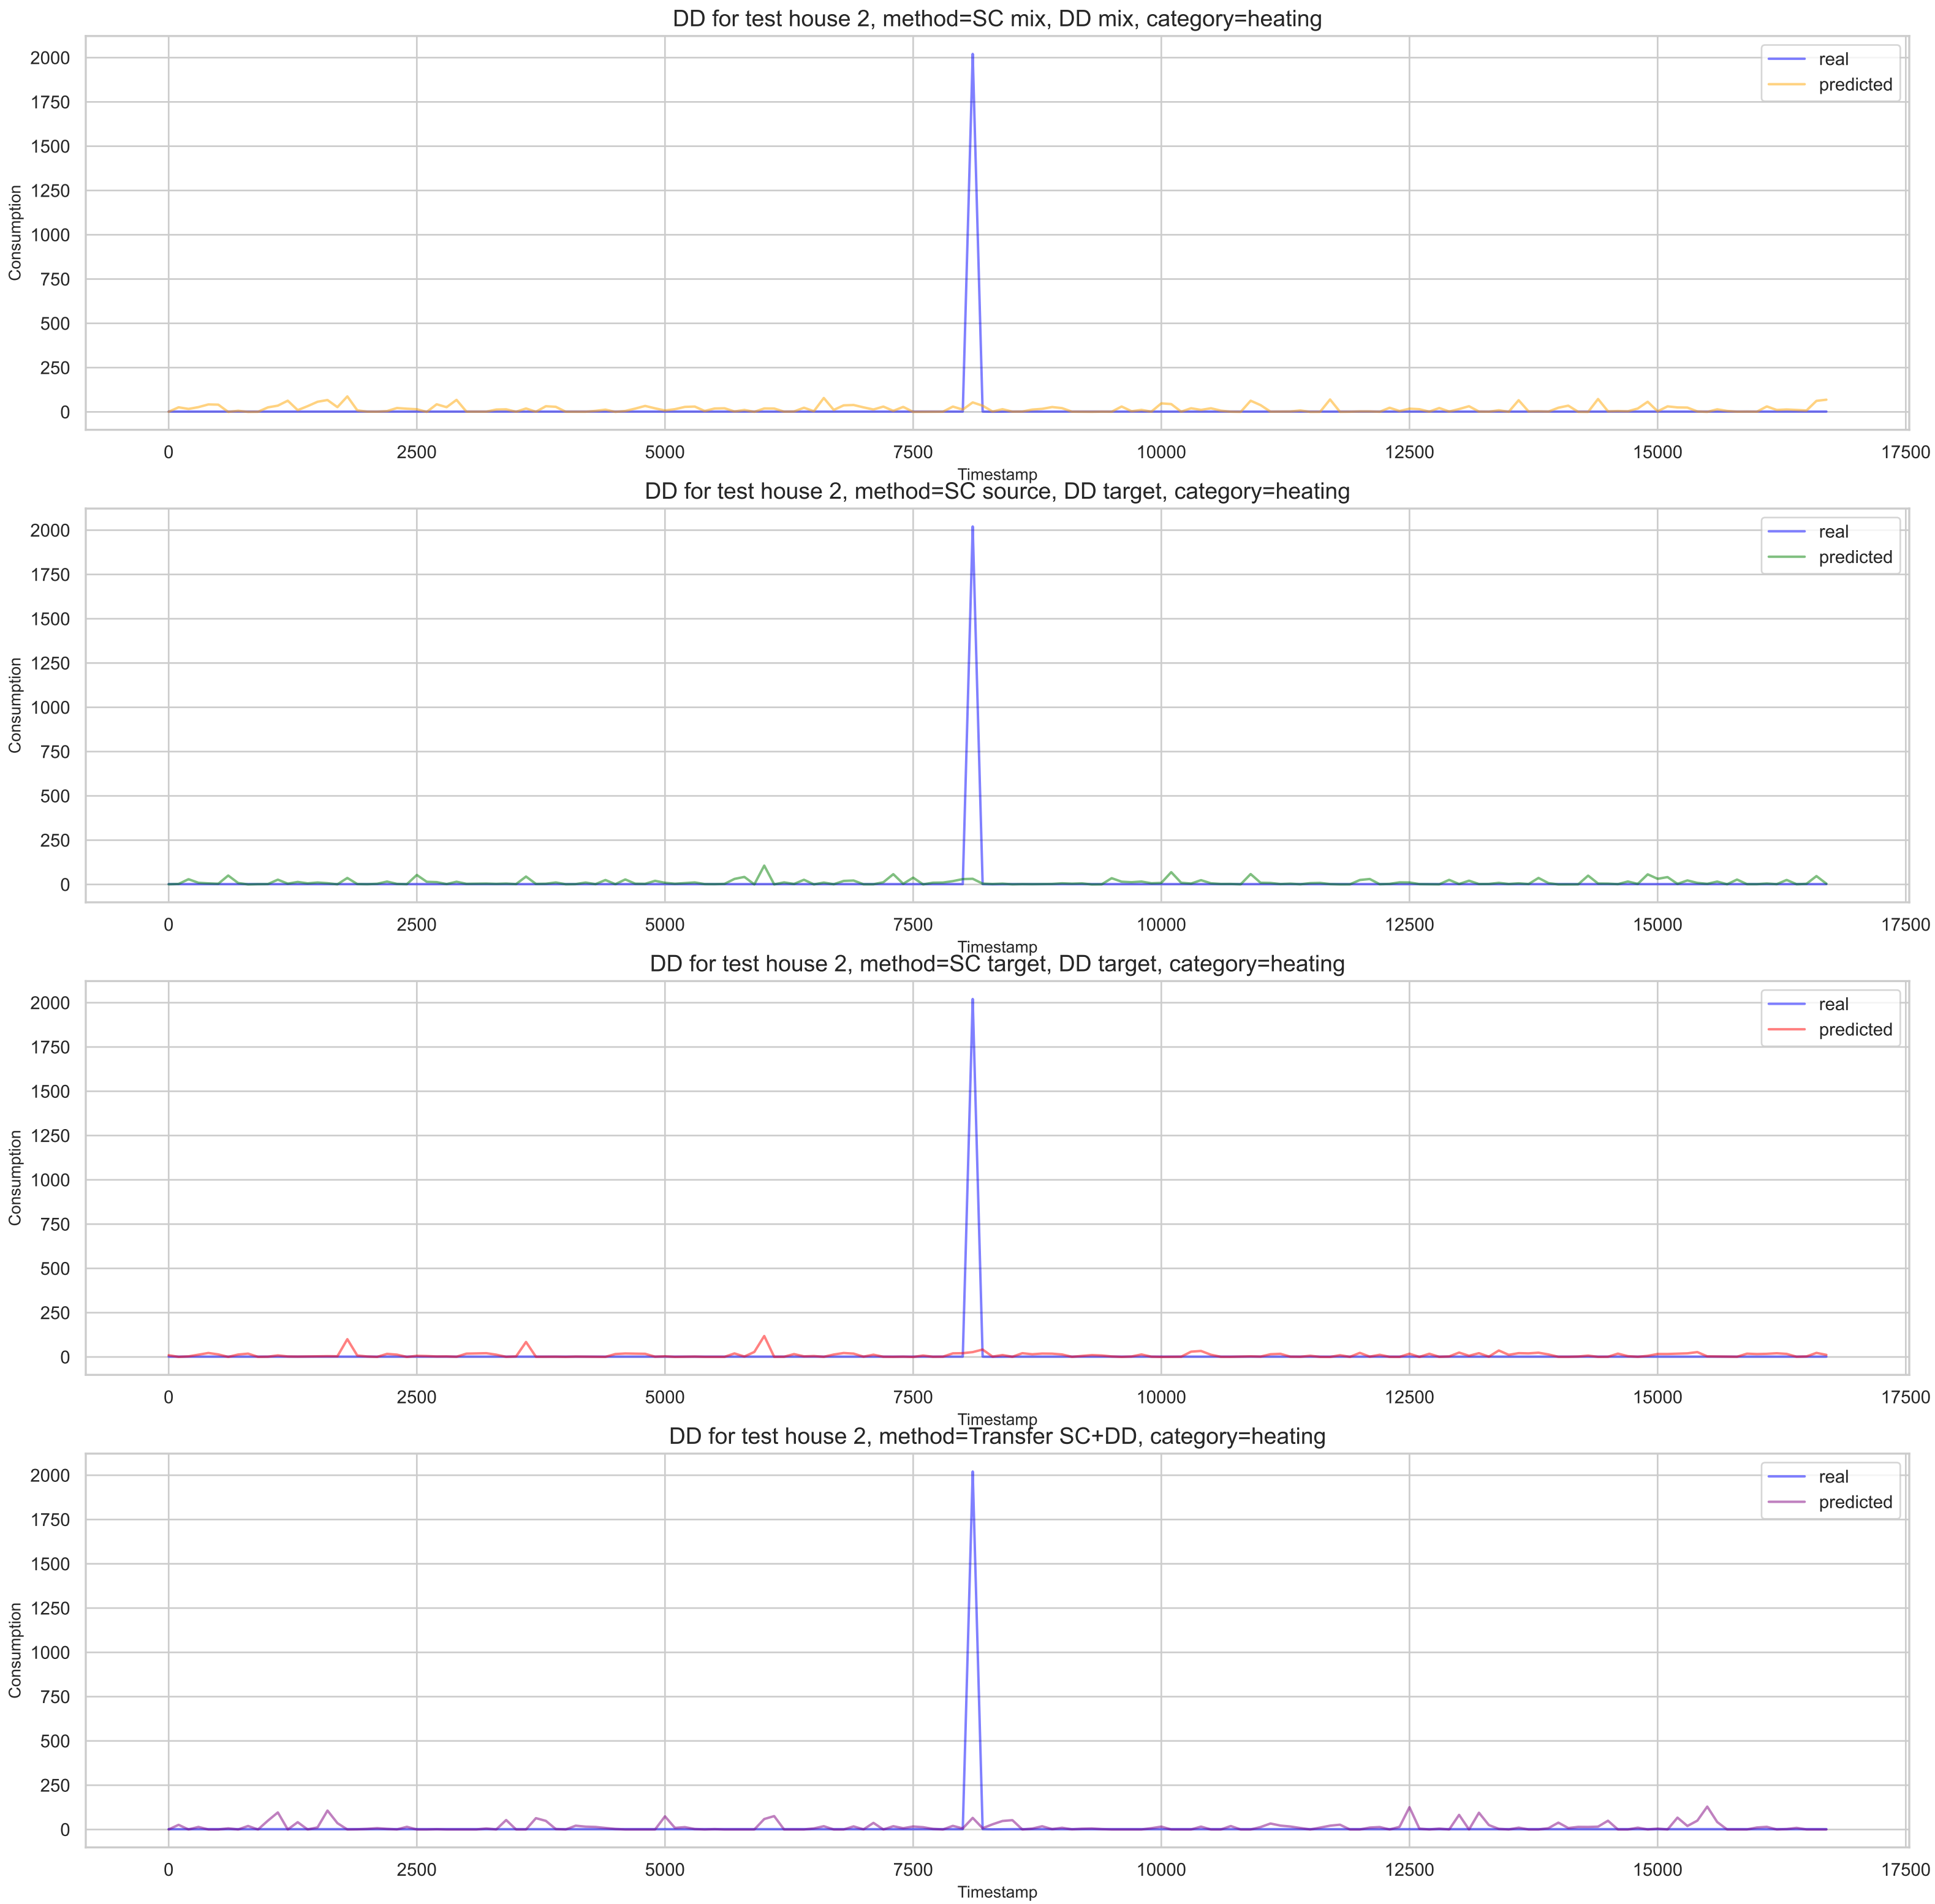 DD for test house 2, method=SC mix, DD mix, category=heating
2000
1750
1500
1250
1000
750
500
250
0
Consumption
real
predicted
0 2500 5000 7500 10000 12500 15000 17500
Timestamp
DD for test house 2, method=SC source, DD target, category=heating
2000
1750
1500
1250
1000
750
500
250
0
Consumption
real
predicted
0 2500 5000 7500 10000 12500 15000 17500
Timestamp
DD for test house 2, method=SC target, DD target, category=heating
2000
1750
1500
1250
1000
750
500
250
0
Consumption
real
predicted
0 2500 5000 7500 10000 12500 15000 17500
Timestamp
DD for test house 2, method=Transfer SC+DD, category=heating
2000
1750
1500
1250
1000
750
500
250
0
Consumption
real
predicted
0 2500 5000 7500 10000 12500 15000 17500
Timestamp